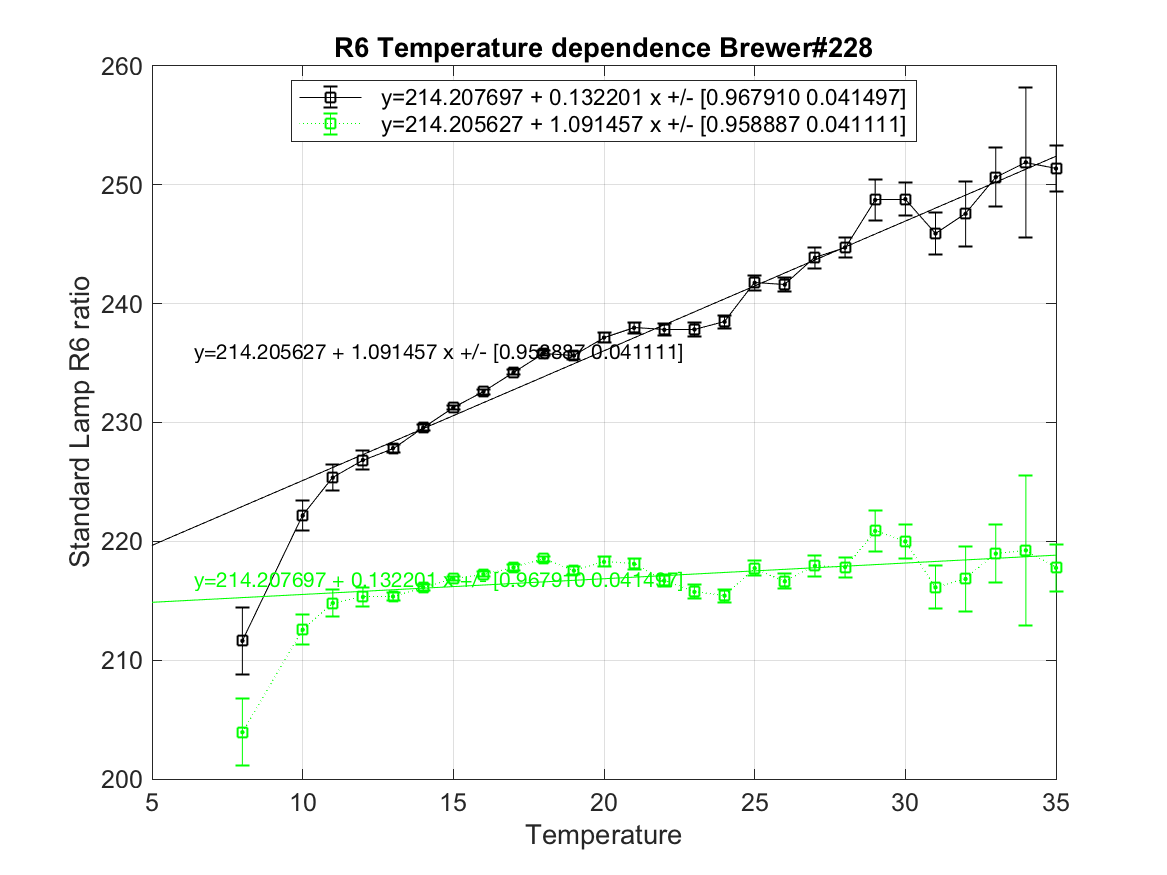 R6 Temperature dependence Brewer#228
y=214.207697 + 0.132201 x +/- [0.967910 0.041497]
y=214.205627 + 1.091457 x +/- [0.958887 0.041111]
260
250
240
230
220
210
200
Standard Lamp R6 ratio
y=214.205627 + 1.091457 x +/- [0.958887 0.041111]
y=214.207697 + 0.132201 x +/- [0.967910 0.041497]
5
10
15
20
25
30
35
Temperature